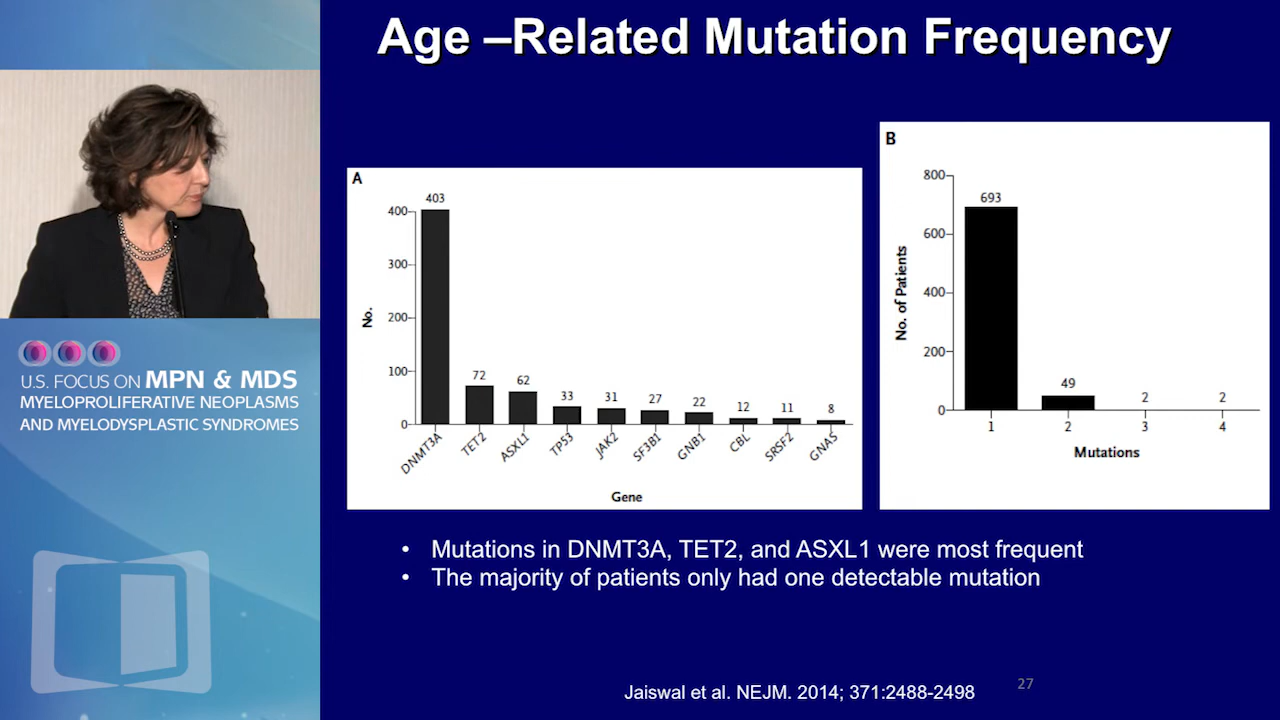 Age –Related Mutation Frequency
A
403
400
300
200
100
0
No.
72
62
33
31
27
22
12
11
8
DNMT3A
TET2
ASXL1
TP53
JAK2
SF3B1
GNB1
CBL
SRSF2
GNAS
Gene
B
800
693
600
400
200
0
No. of Patients
49
2
2
1
2
3
4
Mutations
U.S. FOCUS ON MPN & MDS
MYELOPROLIFERATIVE NEOPLASMS
AND MYELODYSPLASTIC SYNDROMES
• Mutations in DNMT3A, TET2, and ASXL1 were most frequent
• The majority of patients only had one detectable mutation
Jaiswal et al. NEJM. 2014; 371:2488-2498
27